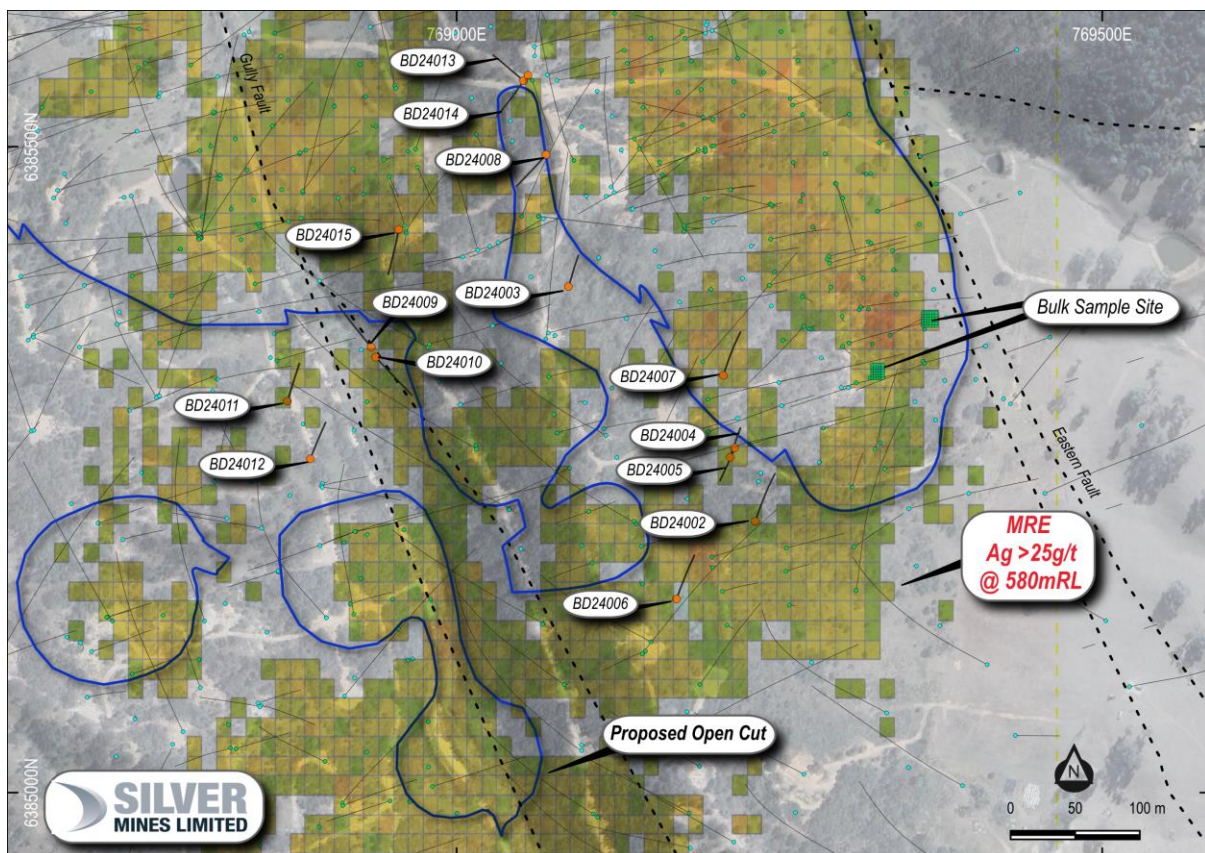 769000E
769500E
6385500N
6385000N
Gully Fault
BD24013
BD24014
BD24008
BD24015
BD24009
BD24003
BD24010
Bulk Sample Site
BD24007
BD24011
BD24004
BD24012
BD24005
Eastern Fault
BD24002
MRE
Ag >25g/t
@ 580mRL
BD24006
Proposed Open Cut
N
0 50 100 m
SILVER
MINES LIMITED